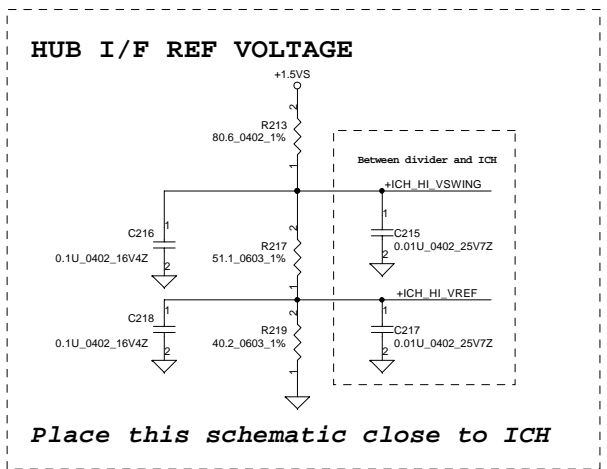 HUB I/F REF VOLTAGE
+1.5VS
2
R213
80.6_0402_1%
1
Between divider and ICH
+ICH_HI_VSWING
C216
1
2
0.1U_0402_16V4Z
2
R217
51.1_0603_1%
1
1
C215
0.01U_0402_25V7Z
2
+ICH_HI_VREF
C218
1
2
0.1U_0402_16V4Z
2
R219
40.2_0603_1%
1
1
C217
0.01U_0402_25V7Z
2
Place this schematic close to ICH